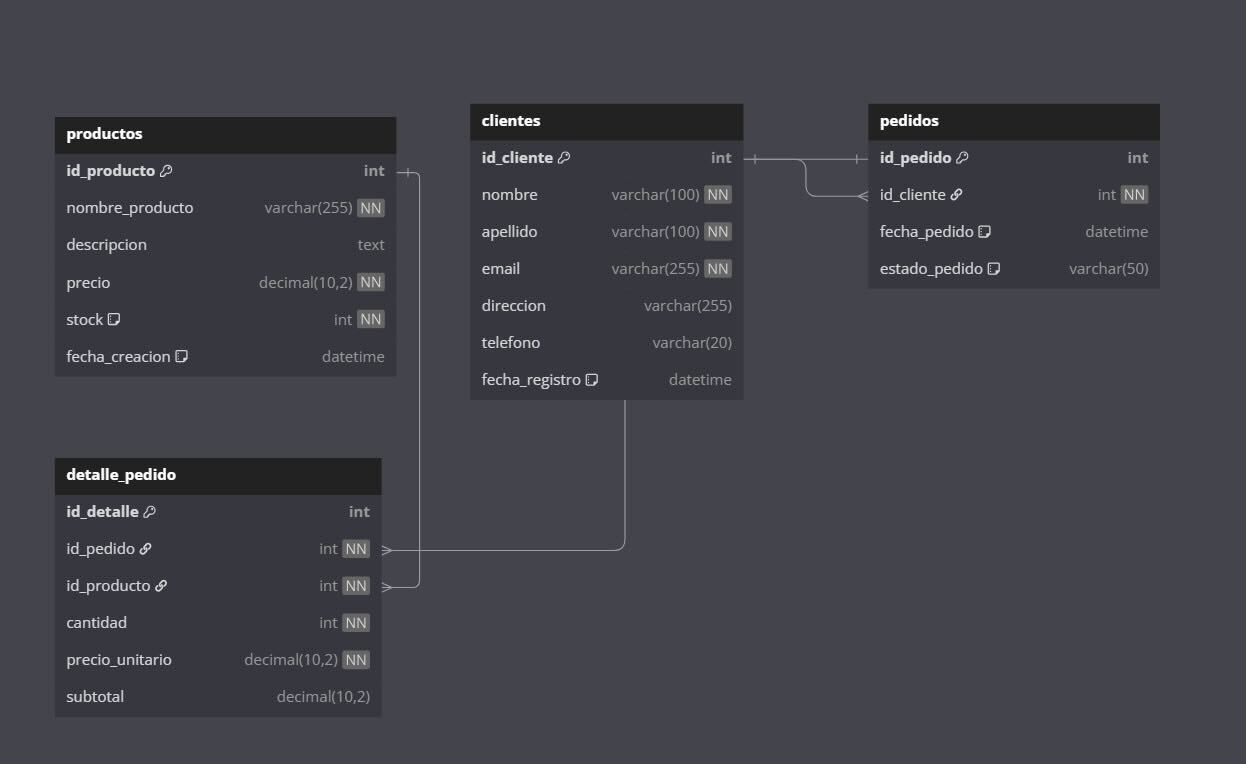 productos
id_producto int
nombre_producto varchar(255) NN
descripcion text
precio decimal(10,2) NN
stock int NN
fecha_creacion datetime
clientes
id_cliente int
nombre varchar(100) NN
apellido varchar(100) NN
email varchar(255) NN
direccion varchar(255)
telefono varchar(20)
fecha_registro datetime
pedidos
id_pedido int
id_cliente int NN
fecha_pedido datetime
estado_pedido varchar(50)
detalle_pedido
id_detalle int
id_pedido int NN
id_producto int NN
cantidad int NN
precio_unitario decimal(10,2) NN
subtotal decimal(10,2)